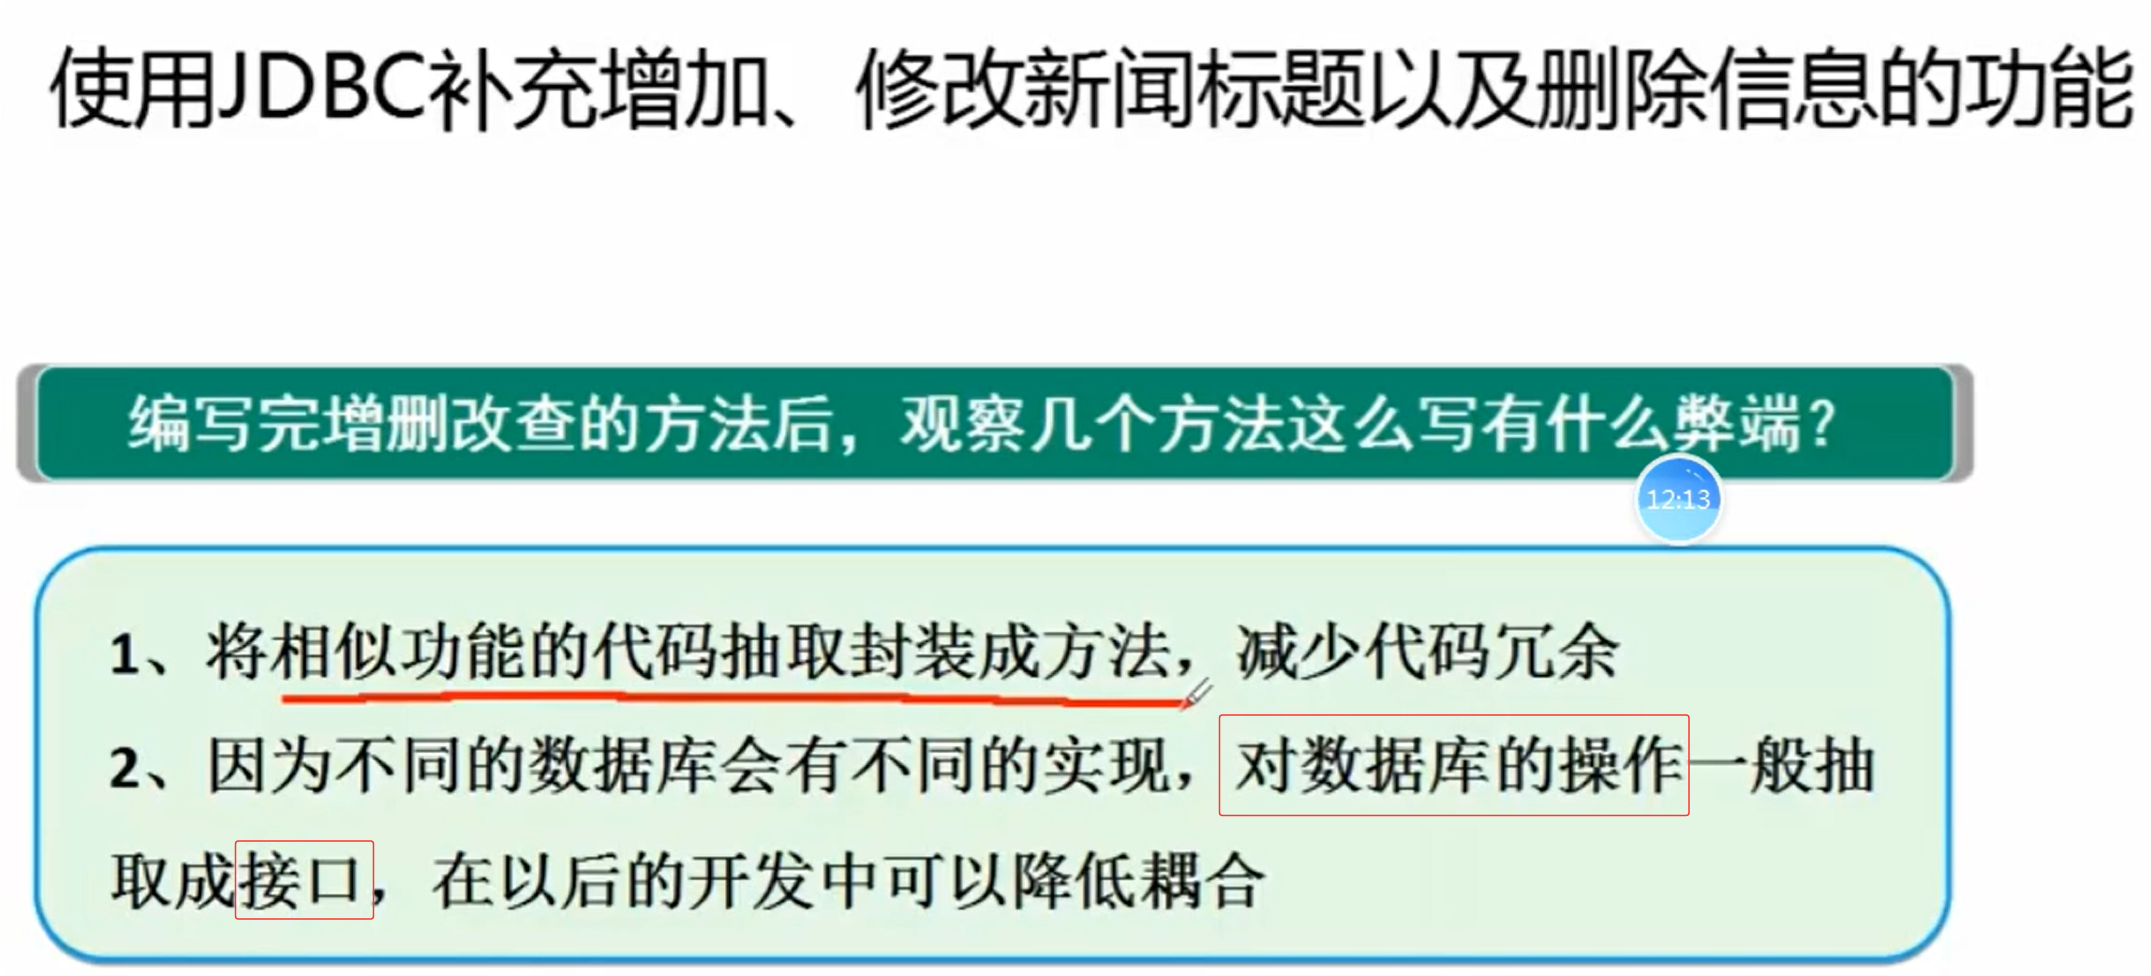 使用JDBC补充增加、修改新闻标题以及删除信息的功能
编写完增删改查的方法后，观察几个方法这么写有什么弊端？
12:13
1、将相似功能的代码抽取封装成方法，减少代码冗余
2、因为不同的数据库会有不同的实现，对数据库的操作一般抽
取成接口，在以后的开发中可以降低耦合